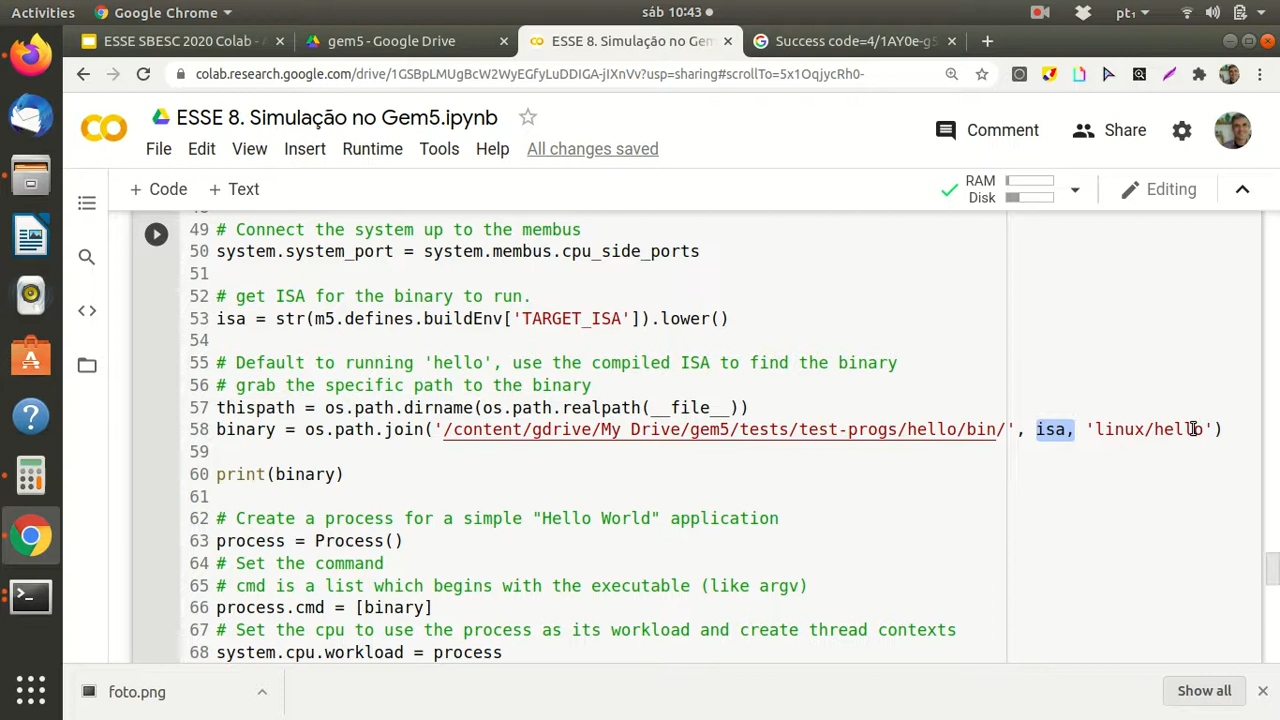 Activities Google Chrome sáb 10:43 pt1
ESSE SBESC 2020 Colab - A gem5 - Google Drive ESSE 8. Simulação no Gem Success code=4/1AY0e-g5
colab.research.google.com/drive/1GSBpLMUgBcW2WyEGfyLuDDIGA-jIXnVv?usp=sharing#scrollTo=5x1OqjycRh0-
ESSE 8. Simulação no Gem5.ipynb
Comment Share
File Edit View Insert Runtime Tools Help All changes saved
+ Code + Text
RAM
Disk
Editing
49 # Connect the system up to the membus
50 system.system_port = system.membus.cpu_side_ports
51
52 # get ISA for the binary to run.
53 isa = str(m5.defines.buildEnv['TARGET_ISA']).lower()
54
55 # Default to running 'hello', use the compiled ISA to find the binary
56 # grab the specific path to the binary
57 thispath = os.path.dirname(os.path.realpath(__file__))
58 binary = os.path.join('/content/gdrive/My Drive/gem5/tests/test-progs/hello/bin/', isa, 'linux/hello')
59
60 print(binary)
61
62 # Create a process for a simple "Hello World" application
63 process = Process()
64 # Set the command
65 # cmd is a list which begins with the executable (like argv)
66 process.cmd = [binary]
67 # Set the cpu to use the process as its workload and create thread contexts
68 system.cpu.workload = process
foto.png
Show all